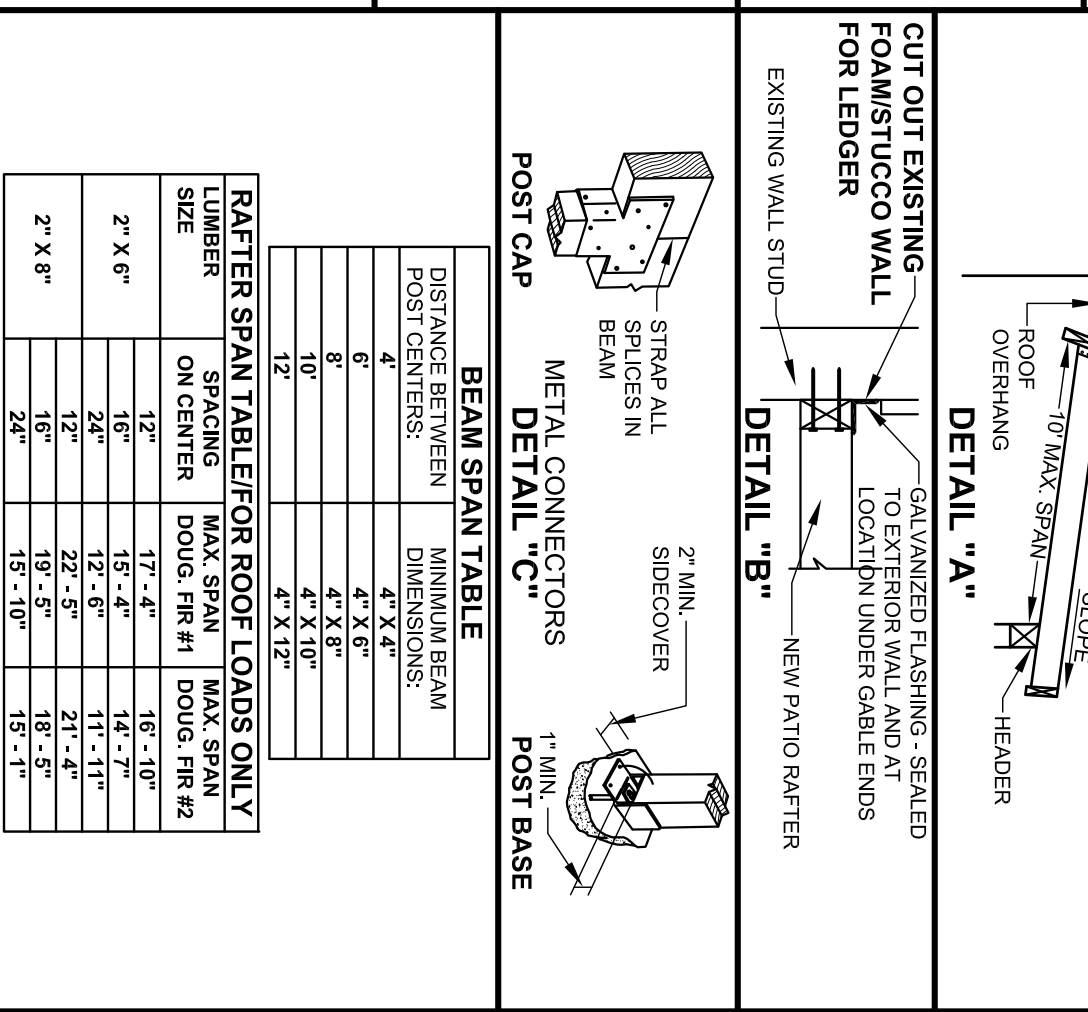 SLOPE
10' MAX. SPAN
ROOF
OVERHANG
HEADER
DETAIL "A"
CUT OUT EXISTING
FOAM/STUCCO WALL
FOR LEDGER
EXISTING WALL STUD
GALVANIZED FLASHING - SEALED
TO EXTERIOR WALL AND AT
LOCATION UNDER GABLE ENDS
NEW PATIO RAFTER
DETAIL "B"
STRAP ALL
SPLICES IN
BEAM
2" MIN.
SIDECOVER
1" MIN.
POST CAP
METAL CONNECTORS
DETAIL "C"
POST BASE
BEAM SPAN TABLE
DISTANCE BETWEEN POST CENTERS: MINIMUM BEAM DIMENSIONS:
4' 4" X 4"
6' 4" X 6"
8' 4" X 8"
10' 4" X 10"
12' 4" X 12"
RAFTER SPAN TABLE/FOR ROOF LOADS ONLY
LUMBER SIZE SPACING ON CENTER MAX. SPAN DOUG. FIR #1 MAX. SPAN DOUG. FIR #2
2" X 6" 12" 17' - 4" 16' - 10"
16" 15' - 4" 14' - 7"
24" 12' - 6" 11' - 11"
2" X 8" 12" 22' - 5" 21' - 4"
16" 19' - 5" 18' - 5"
24" 15' - 10" 15' - 1"